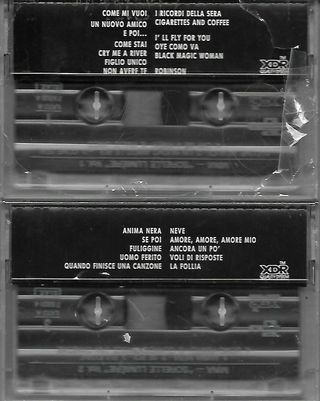 COME MI VUOI I RICORDI DELLA SERA
UN NUOVO AMICO CIGARETTES AND COFFEE
E POI...
I' LL FLY FOR YOU
COME STAI OYE COMO VA
CRY ME A RIVER BLACK MAGIC WOMAN
FIGLIO UNICO
NON AVERE TE ROBINSON
XDR
ANIMA NERA NEVE
SE POI AMORE, AMORE, AMORE MIO
FULIGGINE ANCORA UN PO'
UOMO FERITO VOLI DI RISPOSTE
QUANDO FINISCE UNA CANZONE LA FOLLIA
TM
XDR